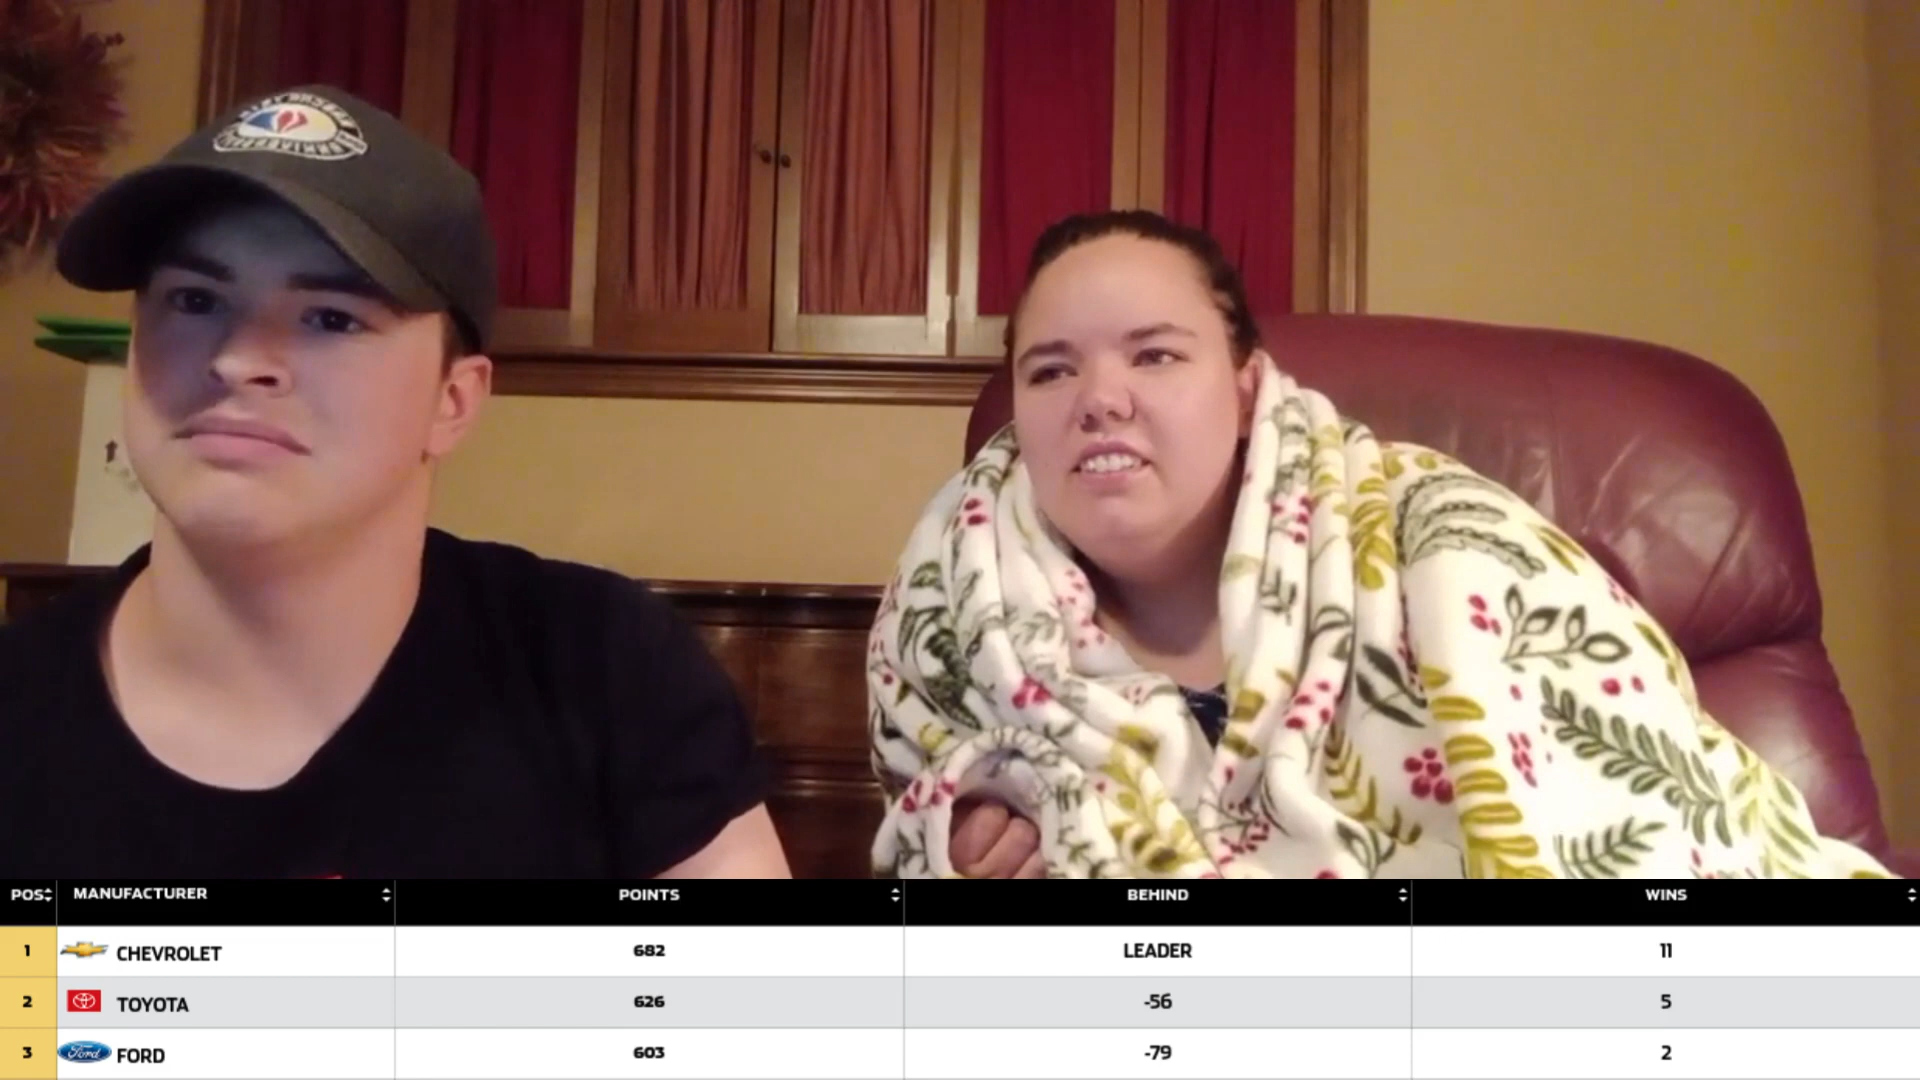 POS MANUFACTURER POINTS BEHIND WINS
1 CHEVROLET 682 LEADER 11
2 TOYOTA 626 -56 5
3 Ford FORD 603 -79 2